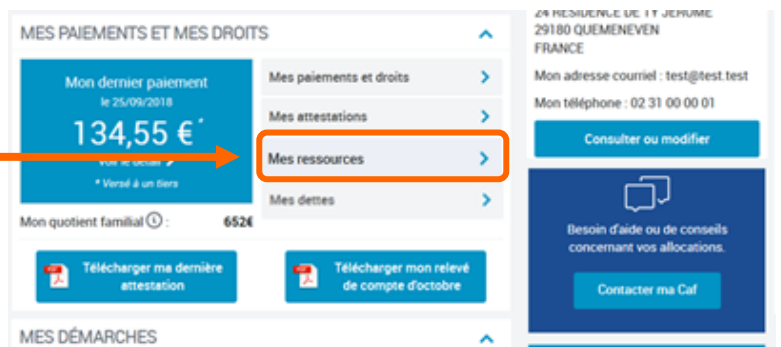 MES PAIEMENTS ET MES DROITS
Mon dernier paiement
le 25/09/2018
134,55 € *
Voir le détail >
* Versé à un tiers
Mon quotient familial i : 652€
Mes paiements et droits >
Mes attestations >
Mes ressources >
Mes dettes >
Télécharger ma dernière
attestation
Télécharger mon relevé
de compte d'octobre
MES DÉMARCHES
24 RESIDENCE DE TY JEROME
29180 QUEMENEVEN
FRANCE
Mon adresse courriel : test@test.test
Mon téléphone : 02 31 00 00 01
Consulter ou modifier
Besoin d'aide ou de conseils
concernant vos allocations.
Contacter ma Caf